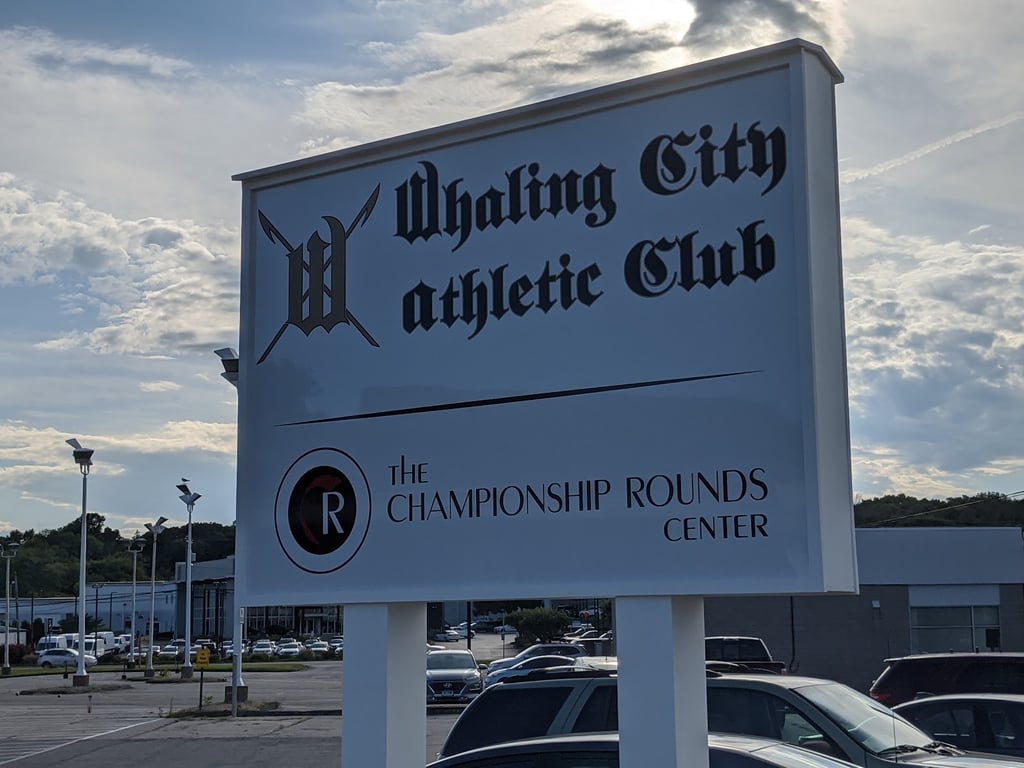 W
Whaling City
Athletic Club
R
THE
CHAMPIONSHIP ROUNDS
CENTER